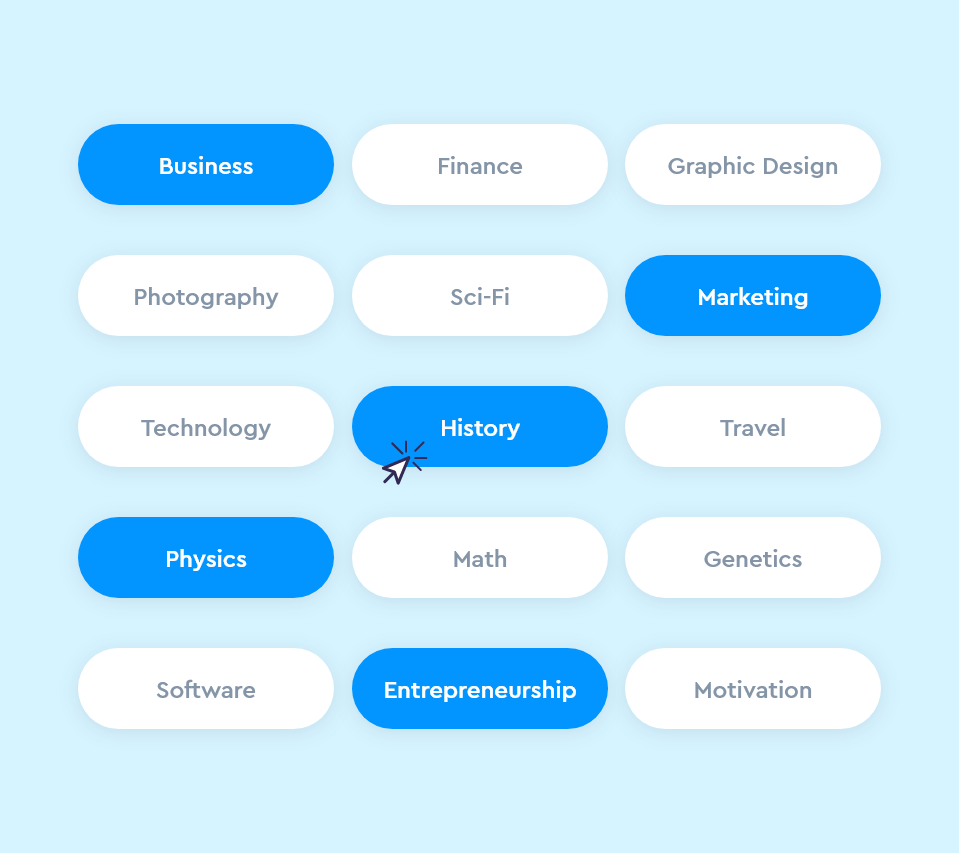 Business
Finance
Graphic Design
Photography
Sci-Fi
Marketing
Technology
History
Travel
Physics
Math
Genetics
Software
Entrepreneurship
Motivation